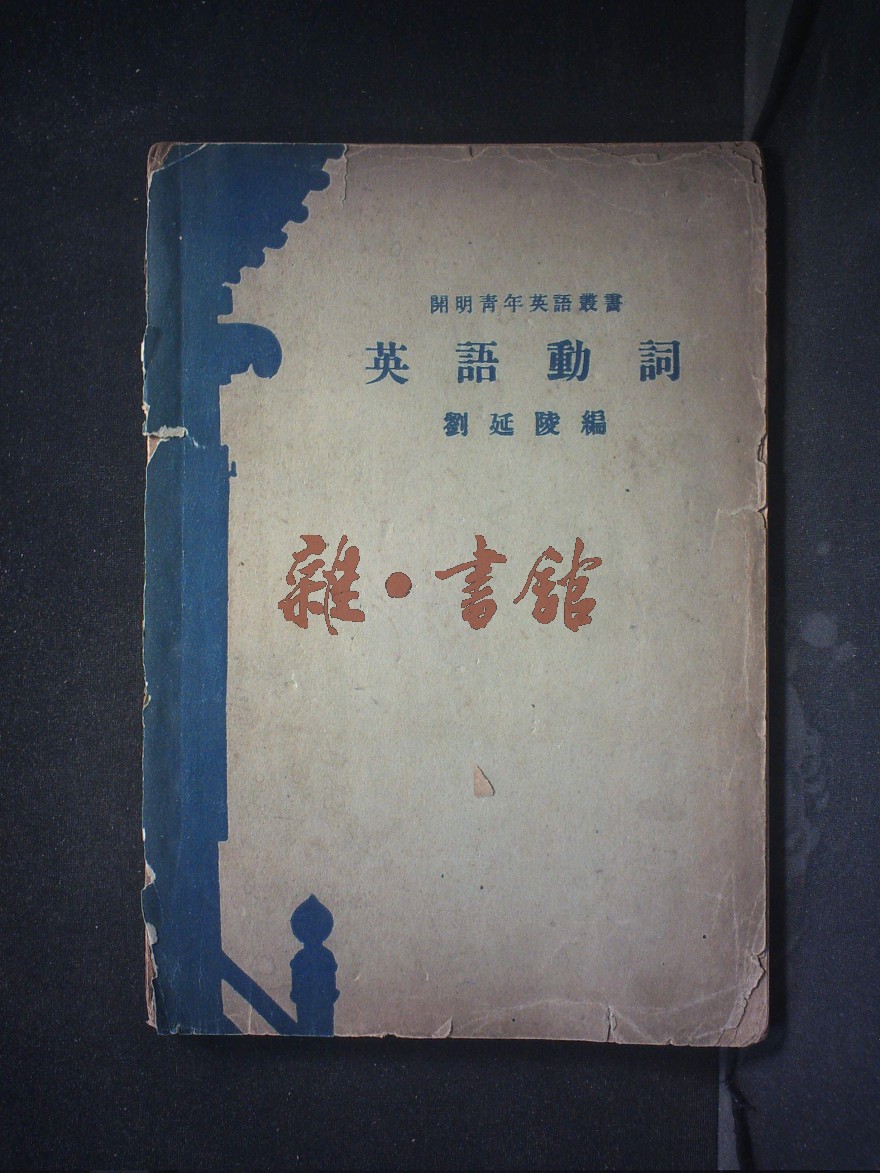 開明青年英語叢書
英語動詞
劉延陵編
雜·書館